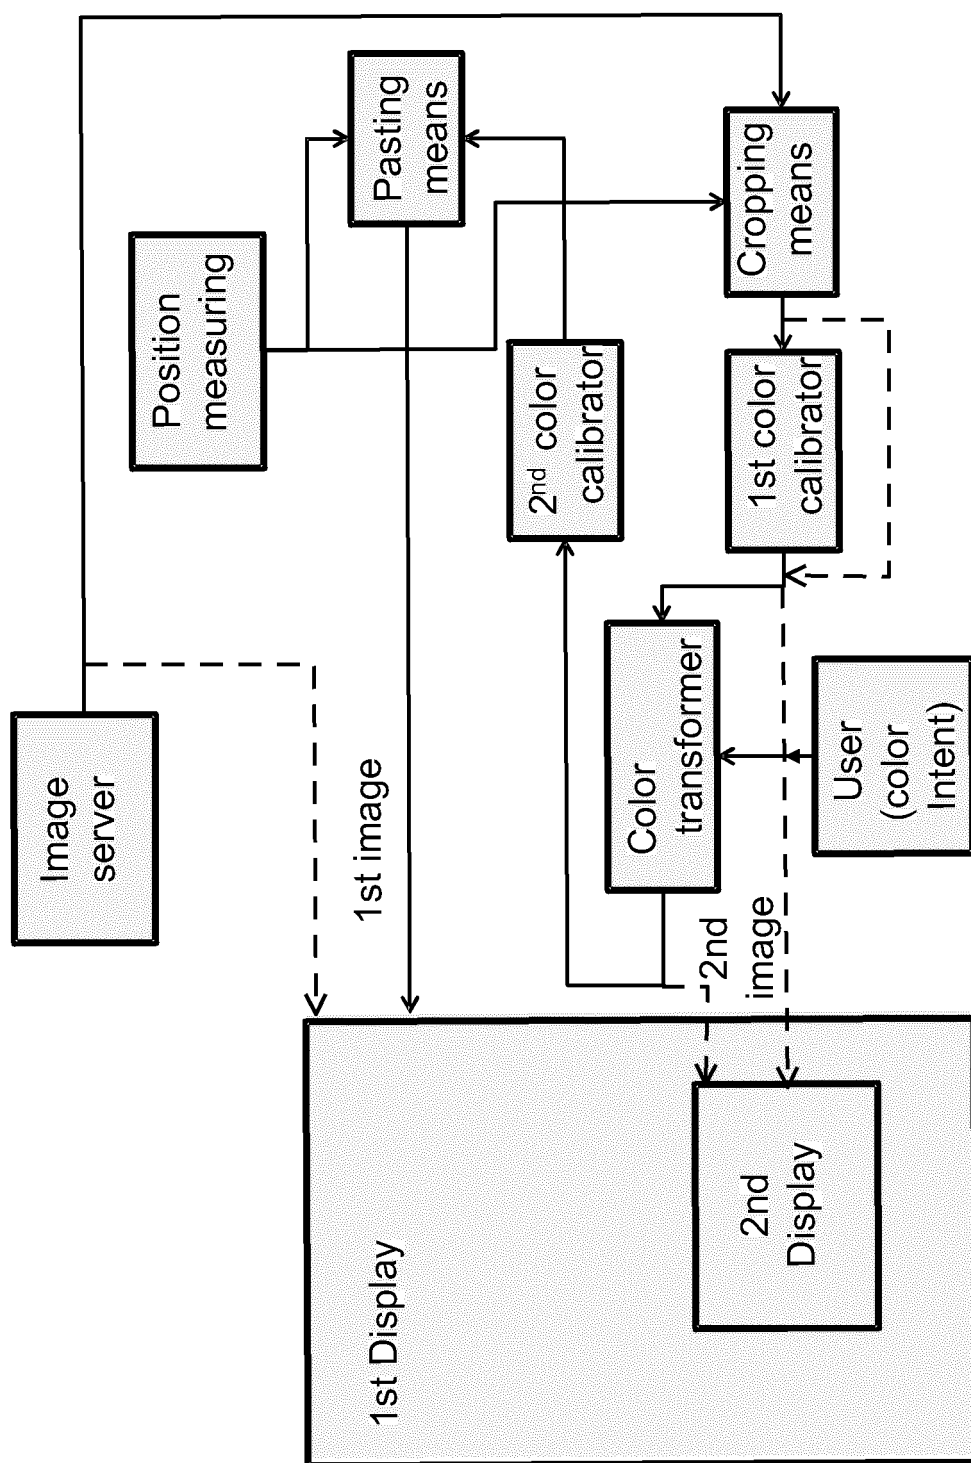 Image
server
Position
measuring
Pasting
means
1st image
2nd color
calibrator
Color
transformer
1st color
calibrator
Cropping
means
2nd
image
User
(color
Intent)
1st Display
2nd
Display